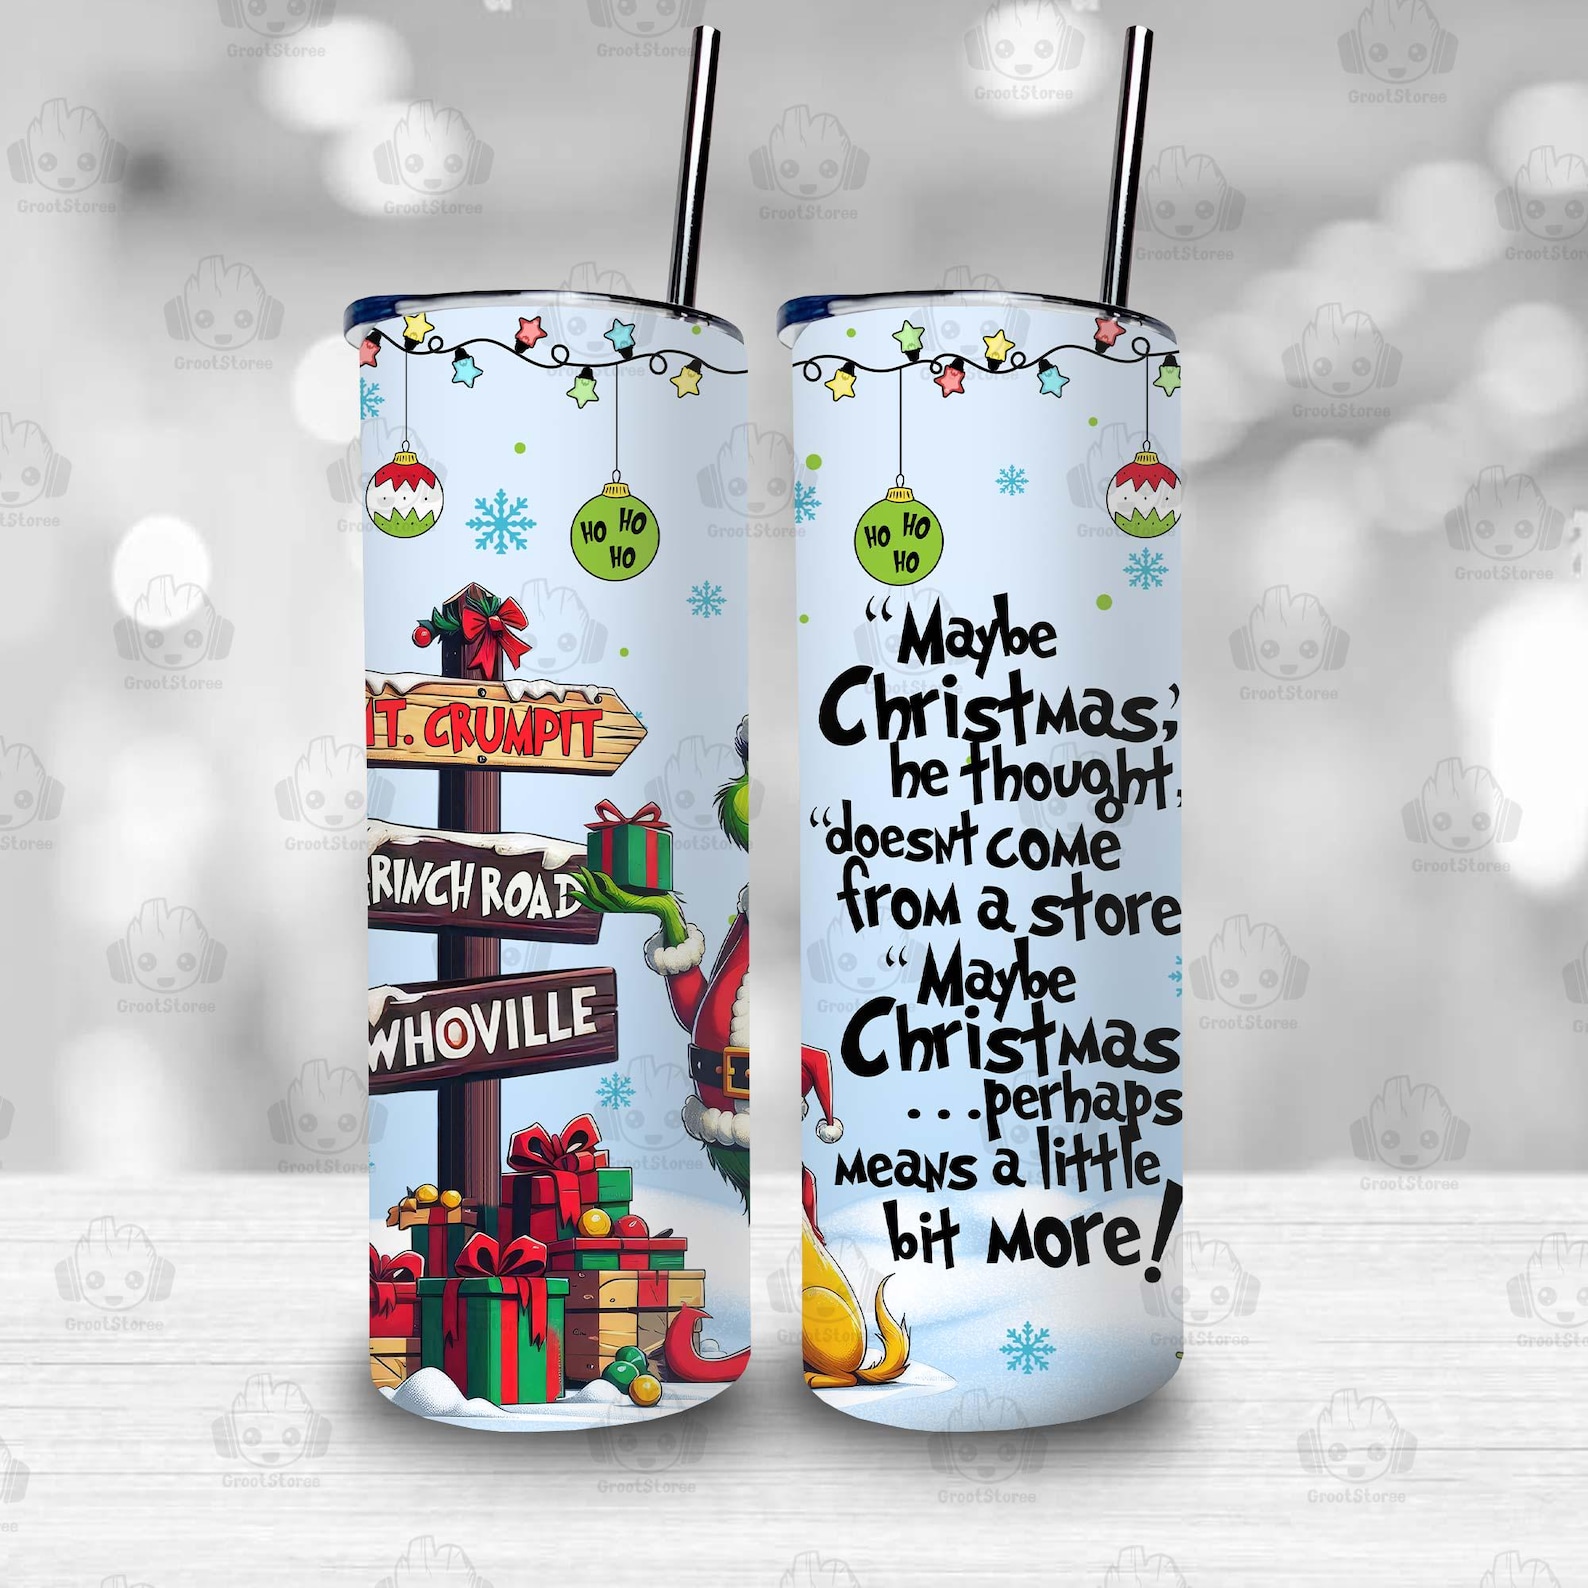 HO HO
HO
IT. CRUMPIT
RINCH ROAD
WHOVILLE
HO HO
HO
“Maybe
Christmas,”
he thought,
“doesn't come
from a store
“Maybe
Christmas
...perhaps
means a little
bit more!
GrootStoree